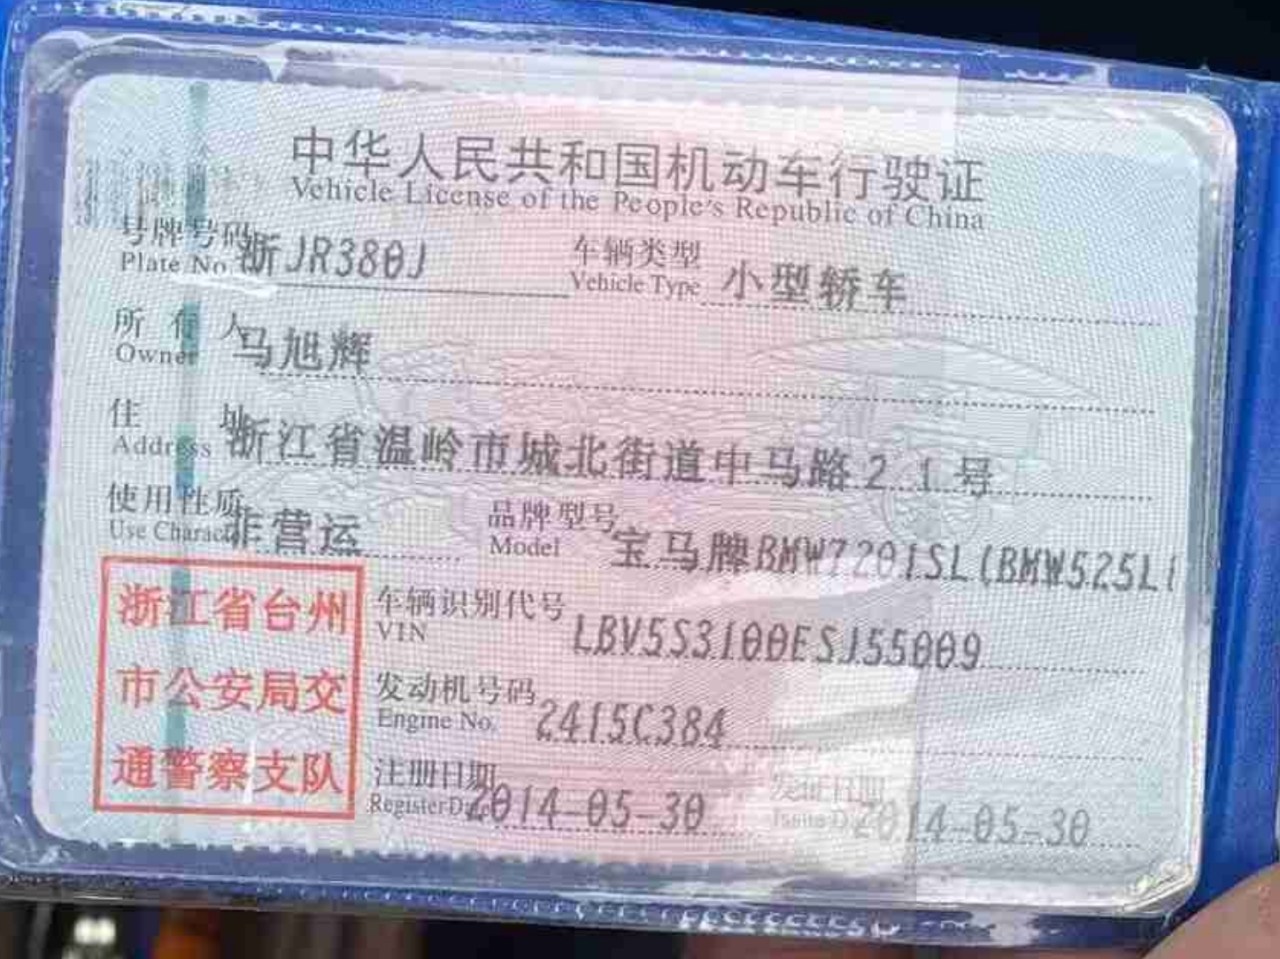 中华人民共和国机动车行驶证
Vehicle License of the People's Republic of China
号牌号码 浙JR380J 车辆类型 小型轿车
Plate No. Vehicle Type
所有人 马旭辉
Owner
住址 浙江省温岭市城北街道中马路21号
Address
使用性质 非营运 品牌型号 宝马牌BMW7201SL(BMW525Li
Use Charac Model
浙江省台州
市公安局交
通警察支队
车辆识别代号 LBV5S3100ESJ55009
VIN
发动机号码 2415C384
Engine No.
注册日期 2014-05-30 发证日期 2014-05-30
Register Date Issue Date